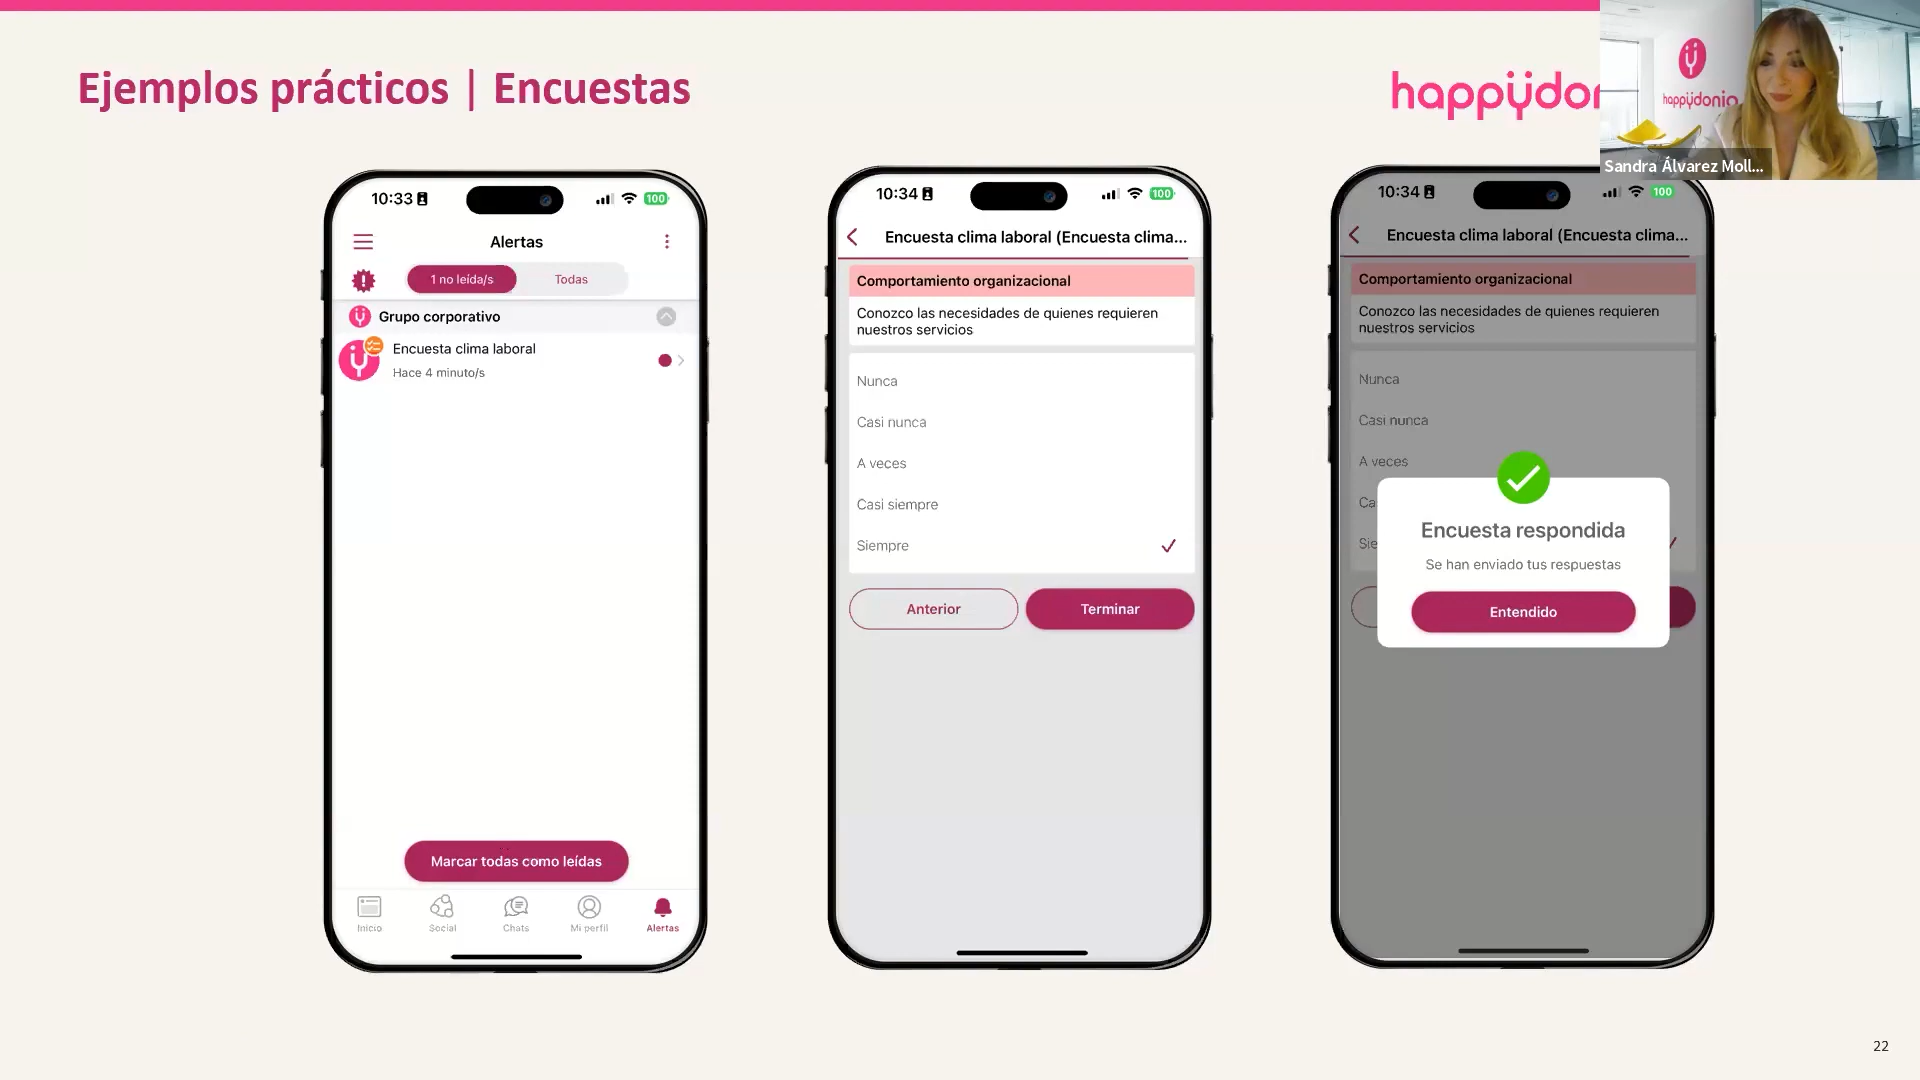 Ejemplos prácticos | Encuestas
happÿdon
happÿdonia
Sandra Álvarez Moll...
10:33
100
Alertas
1 no leída/s
Todas
Grupo corporativo
Encuesta clima laboral
Hace 4 minuto/s
Marcar todas como leídas
Inicio
Social
Chats
Mi perfil
Alertas
10:34
100
Encuesta clima laboral (Encuesta clima...
Comportamiento organizacional
Conozco las necesidades de quienes requieren
nuestros servicios
Nunca
Casi nunca
A veces
Casi siempre
Siempre
Anterior
Terminar
10:34
100
Encuesta clima laboral (Encuesta clima...
Comportamiento organizacional
Conozco las necesidades de quienes requieren
nuestros servicios
Nunca
Casi nunca
A veces
Ca
Sie
Encuesta respondida
Se han enviado tus respuestas
Entendido
22